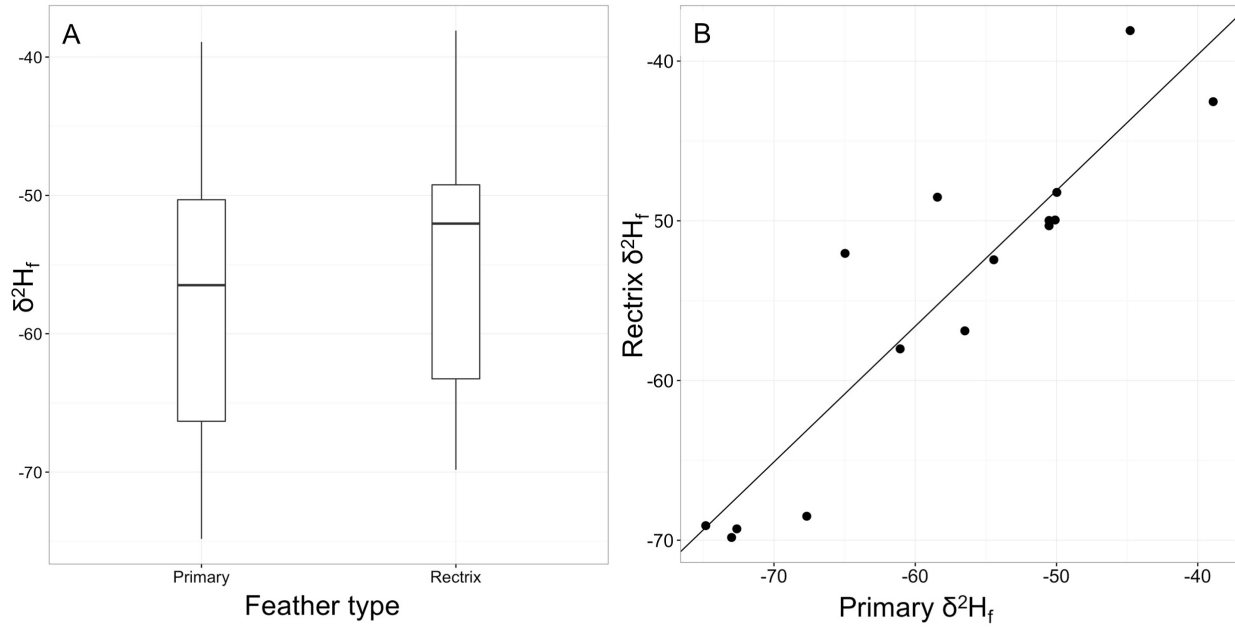 A
-40
-50
-60
-70
δ²H_f
Primary
Rectrix
Feather type
B
-40
-50
-60
-70
Rectrix δ²H_f
-70
-60
-50
-40
Primary δ²H_f